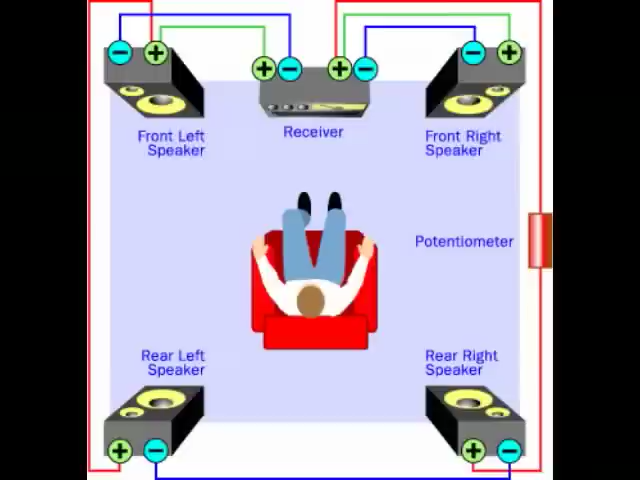 − + + − + − − +
Front Left
Speaker
Receiver
Front Right
Speaker
Potentiometer
Rear Left
Speaker
Rear Right
Speaker
+ − + −